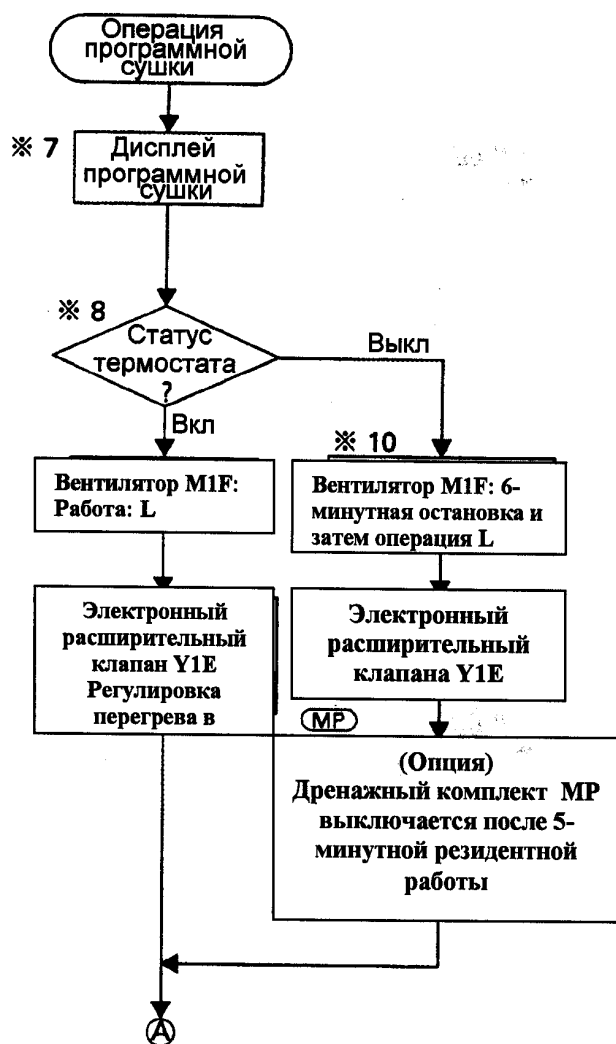 Операция
программной
сушки
※ 7
Дисплей
программной
сушки
※ 8
Статус
термостата
?
Выкл
Вкл
※ 10
Вентилятор M1F:
Работа: L
Вентилятор M1F: 6-
минутная остановка и
затем операция L
Электронный
расширительный
клапан Y1E
Регулировка
перегрева в
Электронный
расширительный
клапана Y1E
MP
(Опция)
Дренажный комплект MP
выключается после 5-
минутной резидентной
работы
A